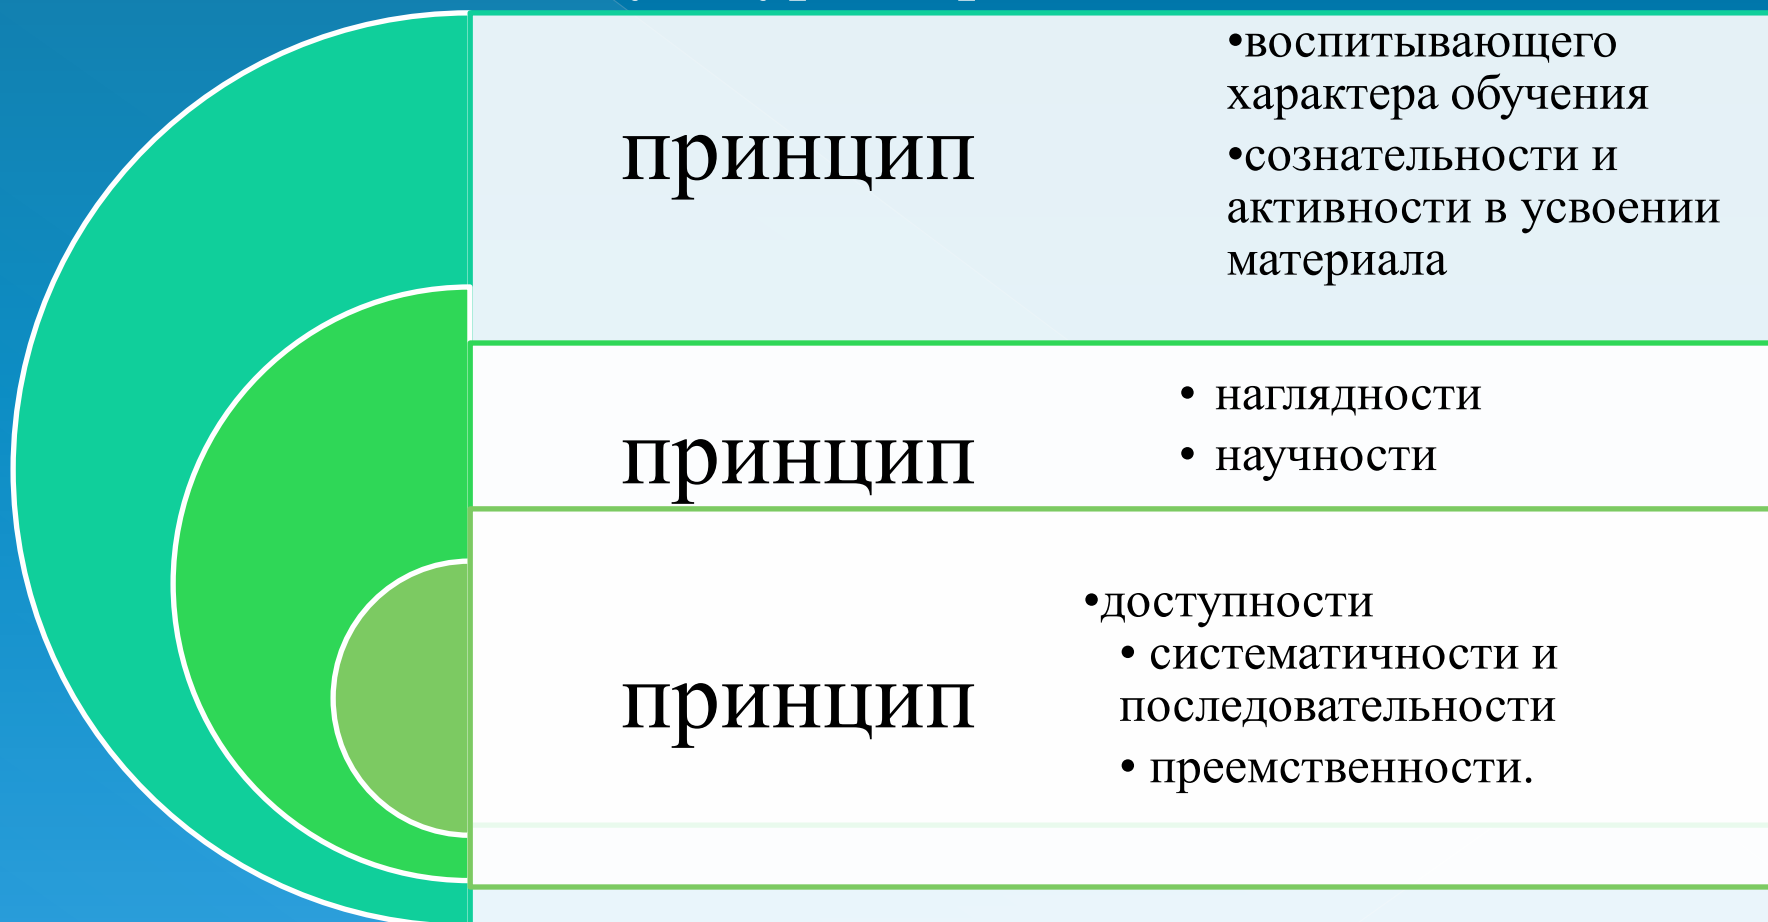 принцип
•воспитывающего
характера обучения
•сознательности и
активности в усвоении
материала
принцип
• наглядности
• научности
принцип
•доступности
• систематичности и
последовательности
• преемственности.